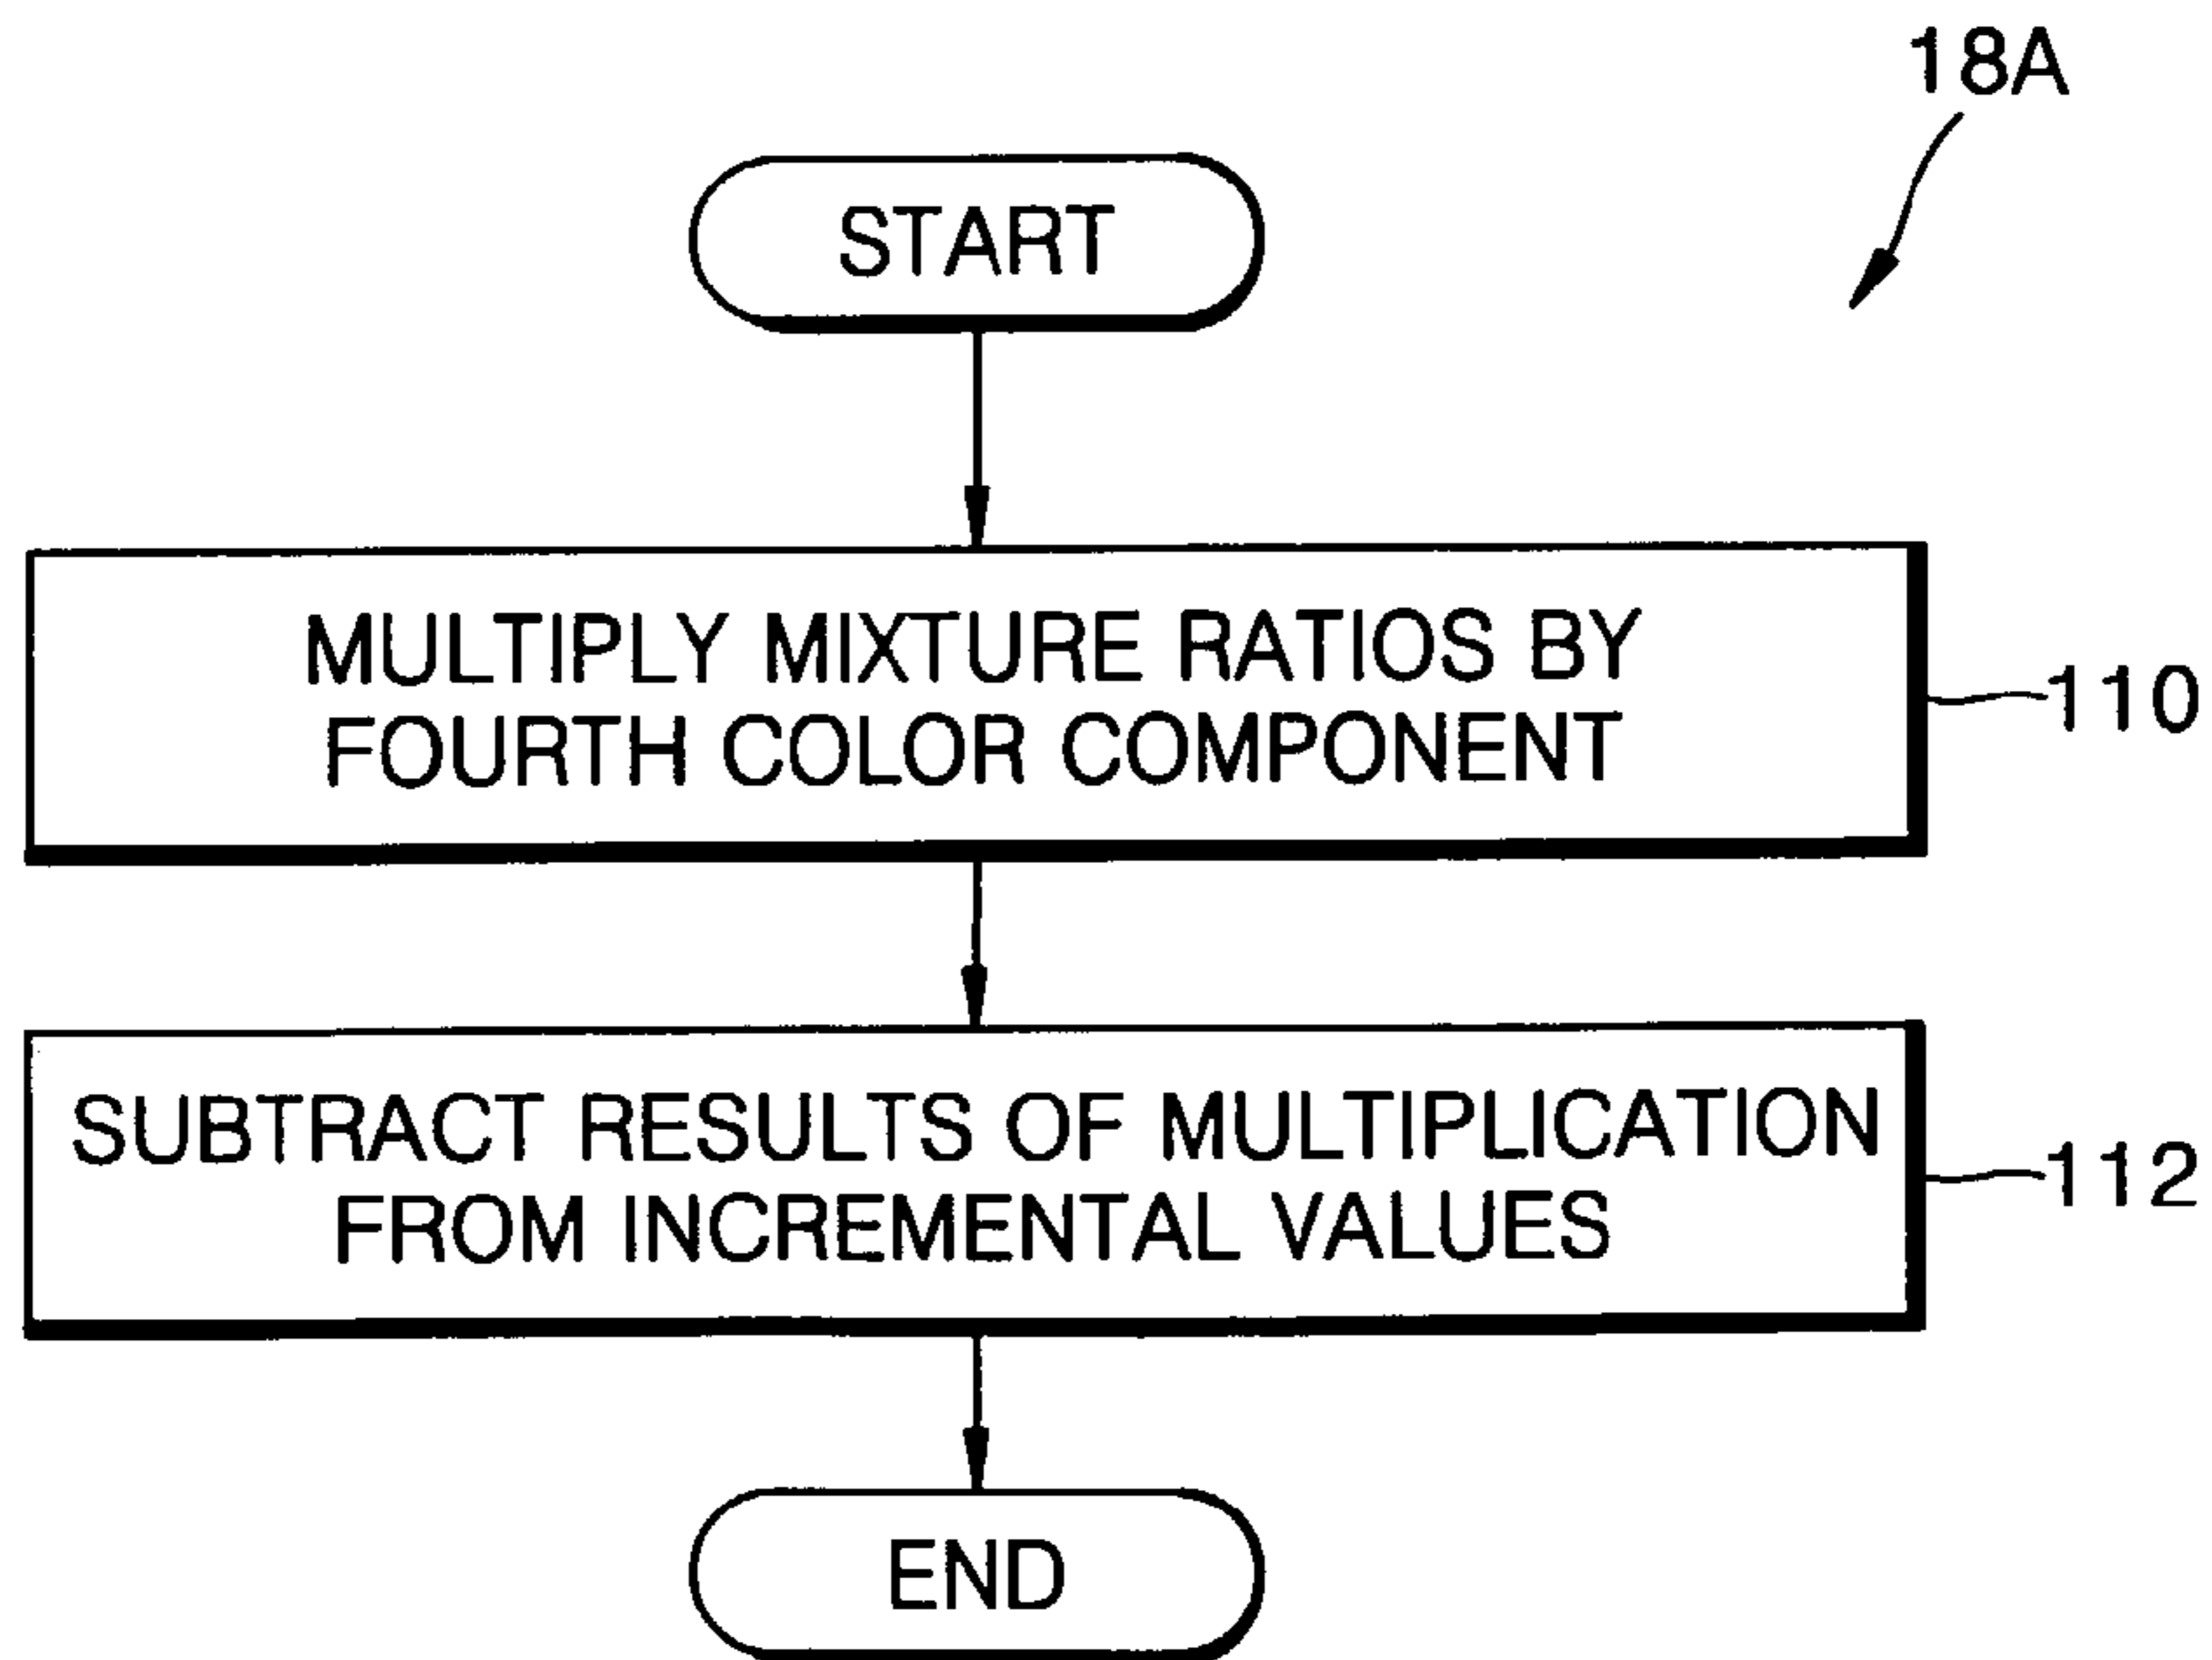 18A
START
MULTIPLY MIXTURE RATIOS BY
FOURTH COLOR COMPONENT
110
SUBTRACT RESULTS OF MULTIPLICATION
FROM INCREMENTAL VALUES
112
END